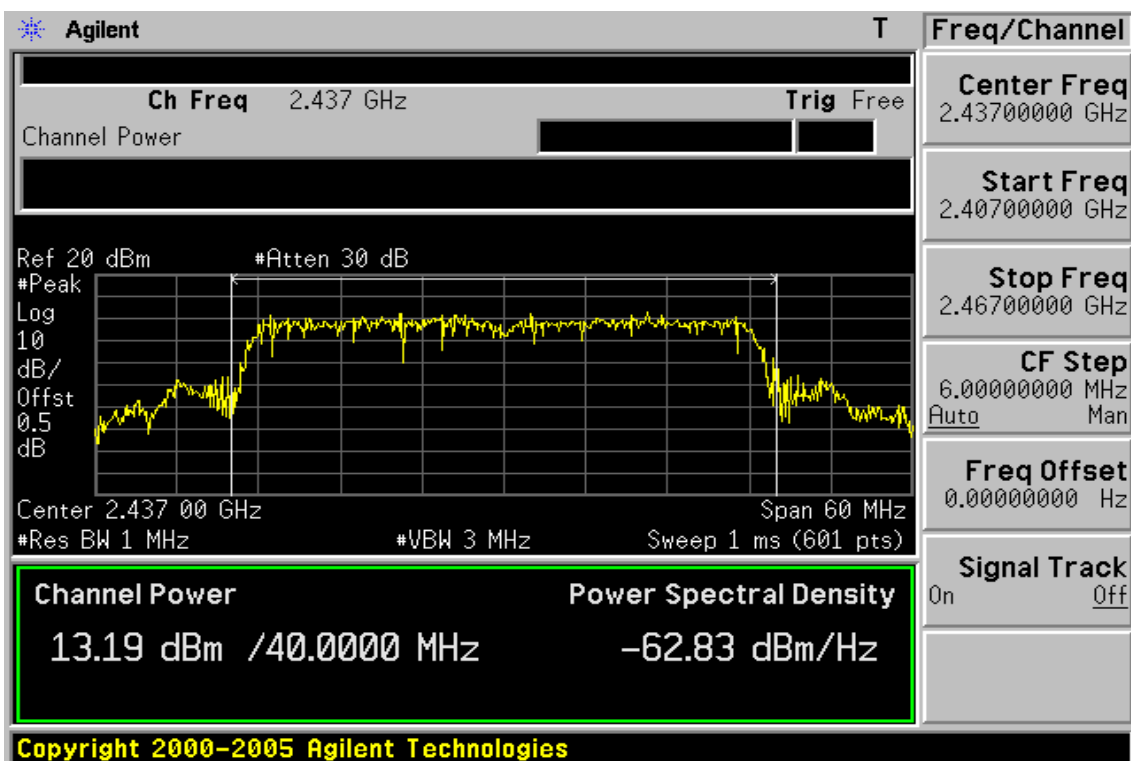 Agilent T Freq/Channel
Ch Freq 2.437 GHz Trig Free
Channel Power
Ref 20 dBm #Atten 30 dB
#Peak
Log
10
dB/
Offst
0.5
dB
Center 2.437 00 GHz Span 60 MHz
#Res BW 1 MHz #VBW 3 MHz Sweep 1 ms (601 pts)
Channel Power Power Spectral Density
13.19 dBm /40.0000 MHz -62.83 dBm/Hz
Copyright 2000-2005 Agilent Technologies
Center Freq
2.43700000 GHz
Start Freq
2.40700000 GHz
Stop Freq
2.46700000 GHz
CF Step
6.00000000 MHz
Auto Man
Freq Offset
0.00000000 Hz
Signal Track
On Off